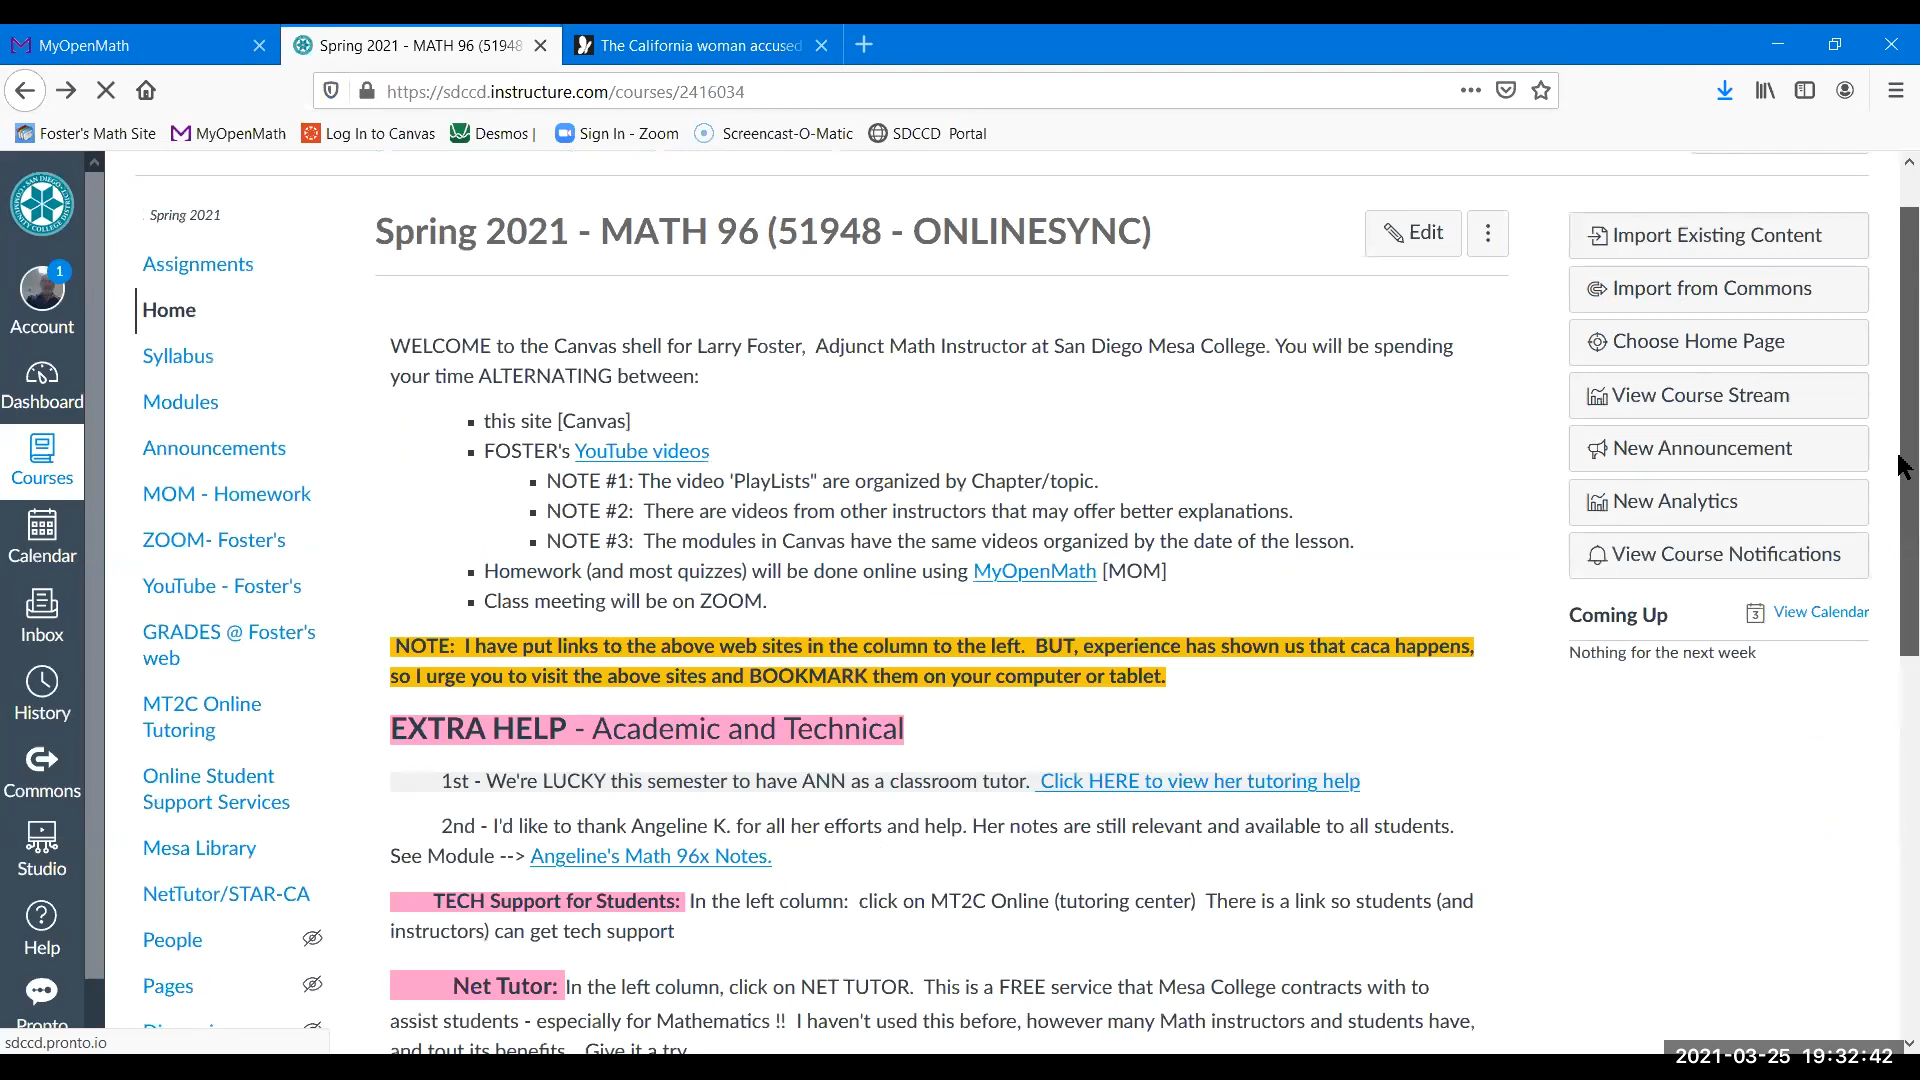 MyOpenMath
Spring 2021 - MATH 96 (51948
The California woman accused
https://sdccd.instructure.com/courses/2416034
Foster's Math Site
MyOpenMath
Log In to Canvas
Desmos |
Sign In - Zoom
Screencast-O-Matic
SDCCD Portal
SAN DIEGO
COMMUNITY COLLEGE DISTRICT
1
Account
Dashboard
Courses
Calendar
Inbox
History
Commons
Studio
Help
Pronto
Spring 2021
Assignments
Home
Syllabus
Modules
Announcements
MOM - Homework
ZOOM- Foster's
YouTube - Foster's
GRADES @ Foster's
web
MT2C Online
Tutoring
Online Student
Support Services
Mesa Library
NetTutor/STAR-CA
People
Pages
Spring 2021 - MATH 96 (51948 - ONLINESYNC)
Edit
WELCOME to the Canvas shell for Larry Foster,  Adjunct Math Instructor at San Diego Mesa College. You will be spending
your time ALTERNATING between:
this site [Canvas]
FOSTER's YouTube videos
NOTE #1: The video 'PlayLists" are organized by Chapter/topic.
NOTE #2:  There are videos from other instructors that may offer better explanations.
NOTE #3:  The modules in Canvas have the same videos organized by the date of the lesson.
Homework (and most quizzes) will be done online using MyOpenMath [MOM]
Class meeting will be on ZOOM.
NOTE:  I have put links to the above web sites in the column to the left.  BUT, experience has shown us that caca happens,
so I urge you to visit the above sites and BOOKMARK them on your computer or tablet.
EXTRA HELP - Academic and Technical
1st - We're LUCKY this semester to have ANN as a classroom tutor.  Click HERE to view her tutoring help
2nd - I'd like to thank Angeline K. for all her efforts and help. Her notes are still relevant and available to all students.
See Module --> Angeline's Math 96x Notes.
TECH Support for Students: In the left column:  click on MT2C Online (tutoring center)  There is a link so students (and
instructors) can get tech support
Net Tutor: In the left column, click on NET TUTOR.  This is a FREE service that Mesa College contracts with to
assist students - especially for Mathematics !!  I haven't used this before, however many Math instructors and students have,
and tout its benefits.   Give it a try
Import Existing Content
Import from Commons
Choose Home Page
View Course Stream
New Announcement
New Analytics
View Course Notifications
Coming Up
3
View Calendar
Nothing for the next week
sdccd.pronto.io
2021-03-25 19:32:42